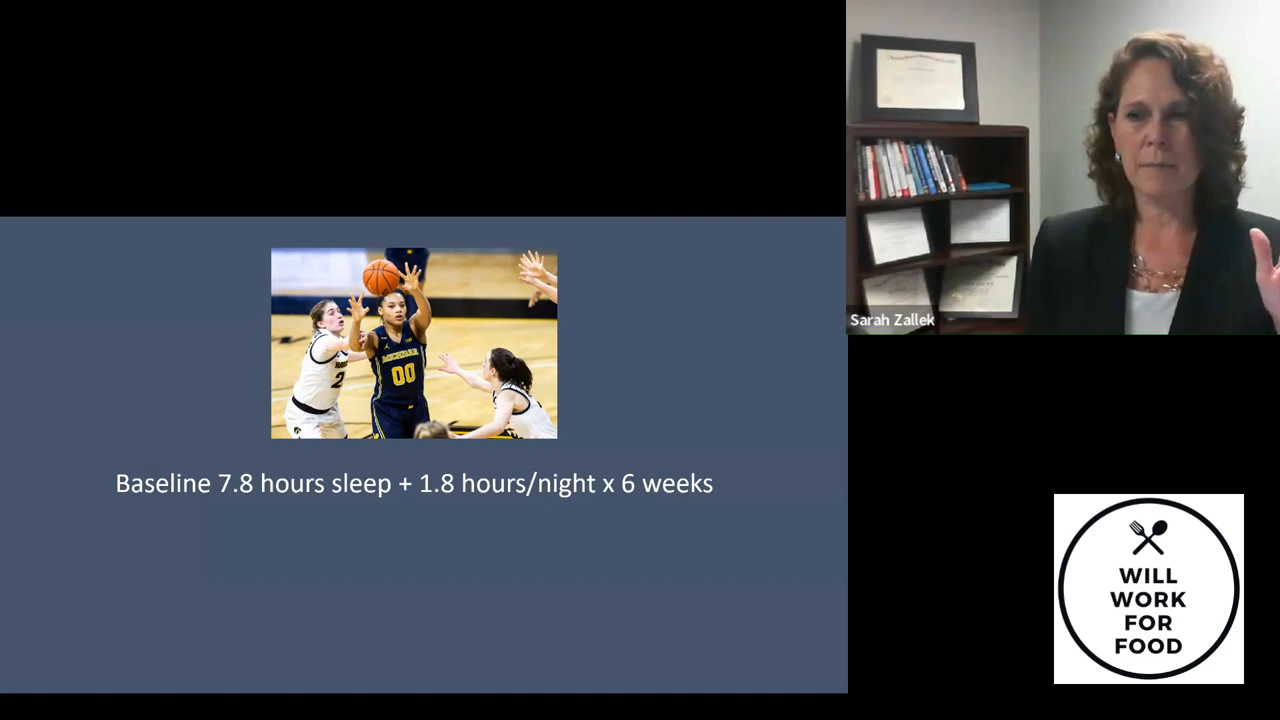 MICHIGAN
00
2
Baseline 7.8 hours sleep + 1.8 hours/night x 6 weeks
Sarah Zallek
WILL
WORK
FOR
FOOD